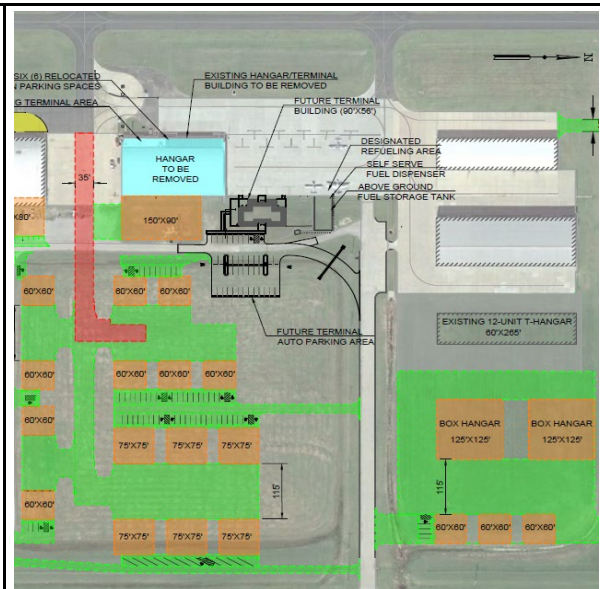 SIX (6) RELOCATED
PARKING SPACES
TERMINAL AREA
EXISTING HANGAR/TERMINAL
BUILDING TO BE REMOVED
FUTURE TERMINAL
BUILDING (90'X56')
N
HANGAR
TO BE
REMOVED
DESIGNATED
REFUELING AREA
SELF SERVE
FUEL DISPENSER
ABOVE GROUND
FUEL STORAGE TANK
35'
X80'
150'X90'
60'X60'
60'X60'
60'X60'
EXISTING 12-UNIT T-HANGAR
60'X265'
FUTURE TERMINAL
AUTO PARKING AREA
60'X60'
60'X60'
60'X60'
60'X60'
60'X60'
BOX HANGAR
125'X125'
BOX HANGAR
125'X125'
75'X75'
75'X75'
75'X75'
115'
115'
60'X60'
60'X60'
60'X60'
60'X60'
75'X75'
75'X75'
75'X75'